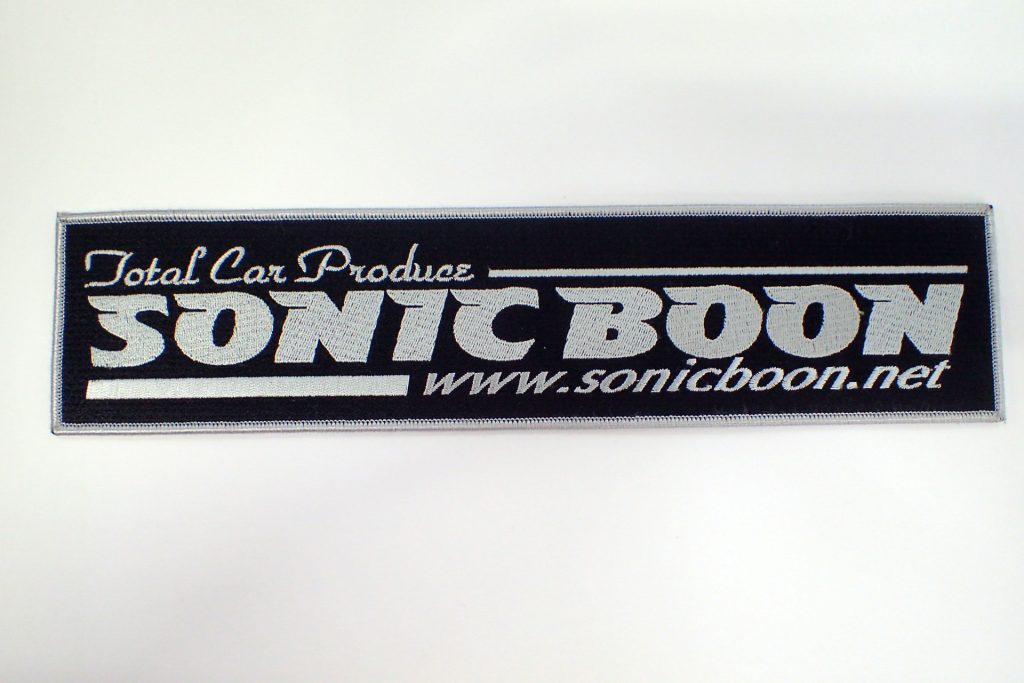 Total Car Produce
SONIC BOON
www.sonicboon.net